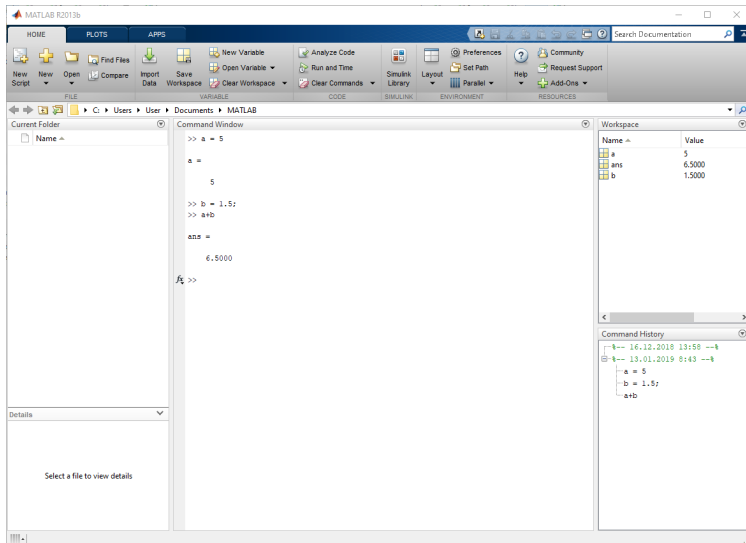 MATLAB R2013b
HOME PLOTS APPS Search Documentation
New Script New Open Find Files Compare Import Data Save Workspace New Variable Open Variable Clear Workspace Analyze Code Run and Time Clear Commands Simulink Library Layout Preferences Set Path Parallel Help Community Request Support Add-Ons
FILE VARIABLE CODE SIMULINK ENVIRONMENT RESOURCES
C: Users User Documents MATLAB
Current Folder
Name
Details
Select a file to view details
Command Window
>> a = 5
a =
5
>> b = 1.5;
>> a+b
ans =
6.5000
fx >>
Workspace
Name Value
a 5
ans 6.5000
b 1.5000
Command History
%-- 16.12.2018 13:58 --%
%-- 13.01.2019 8:43 --%
a = 5
b = 1.5;
a+b